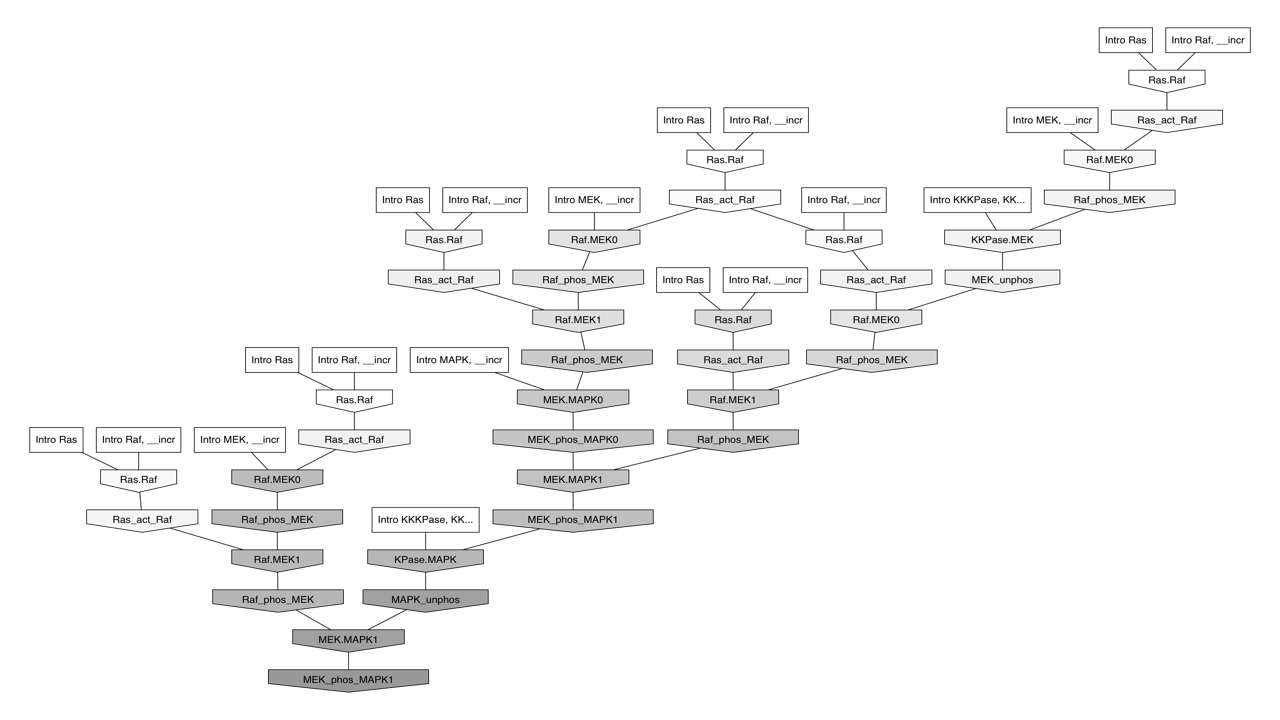 Intro Ras
Intro Raf, __incr
Ras.Raf
Intro Ras
Intro Raf, __incr
Intro MEK, __incr
Ras_act_Raf
Ras.Raf
Raf.MEK0
Intro Ras
Intro Raf, __incr
Intro MEK, __incr
Ras_act_Raf
Intro Raf, __incr
Intro KKKPase, KK...
Raf_phos_MEK
Ras.Raf
Raf.MEK0
Ras.Raf
KKPase.MEK
Ras_act_Raf
Raf_phos_MEK
Intro Ras
Intro Raf, __incr
Ras_act_Raf
MEK_unphos
Raf.MEK1
Ras.Raf
Raf.MEK0
Intro Ras
Intro Raf, __incr
Intro MAPK, __incr
Raf_phos_MEK
Ras_act_Raf
Raf_phos_MEK
Ras.Raf
MEK.MAPK0
Raf.MEK1
Intro Ras
Intro Raf, __incr
Intro MEK, __incr
Ras_act_Raf
MEK_phos_MAPK0
Raf_phos_MEK
Ras.Raf
Raf.MEK0
MEK.MAPK1
Ras_act_Raf
Raf_phos_MEK
Intro KKKPase, KK...
MEK_phos_MAPK1
Raf.MEK1
KPase.MAPK
Raf_phos_MEK
MAPK_unphos
MEK.MAPK1
MEK_phos_MAPK1